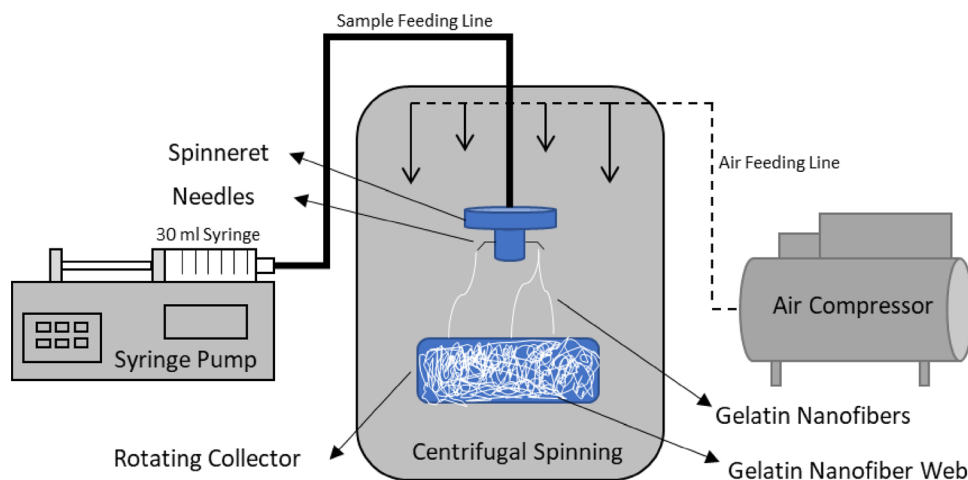 Sample Feeding Line
Spinneret
Air Feeding Line
Needles
30 ml Syringe
Air Compressor
Syringe Pump
Gelatin Nanofibers
Rotating Collector
Centrifugal Spinning
Gelatin Nanofiber Web